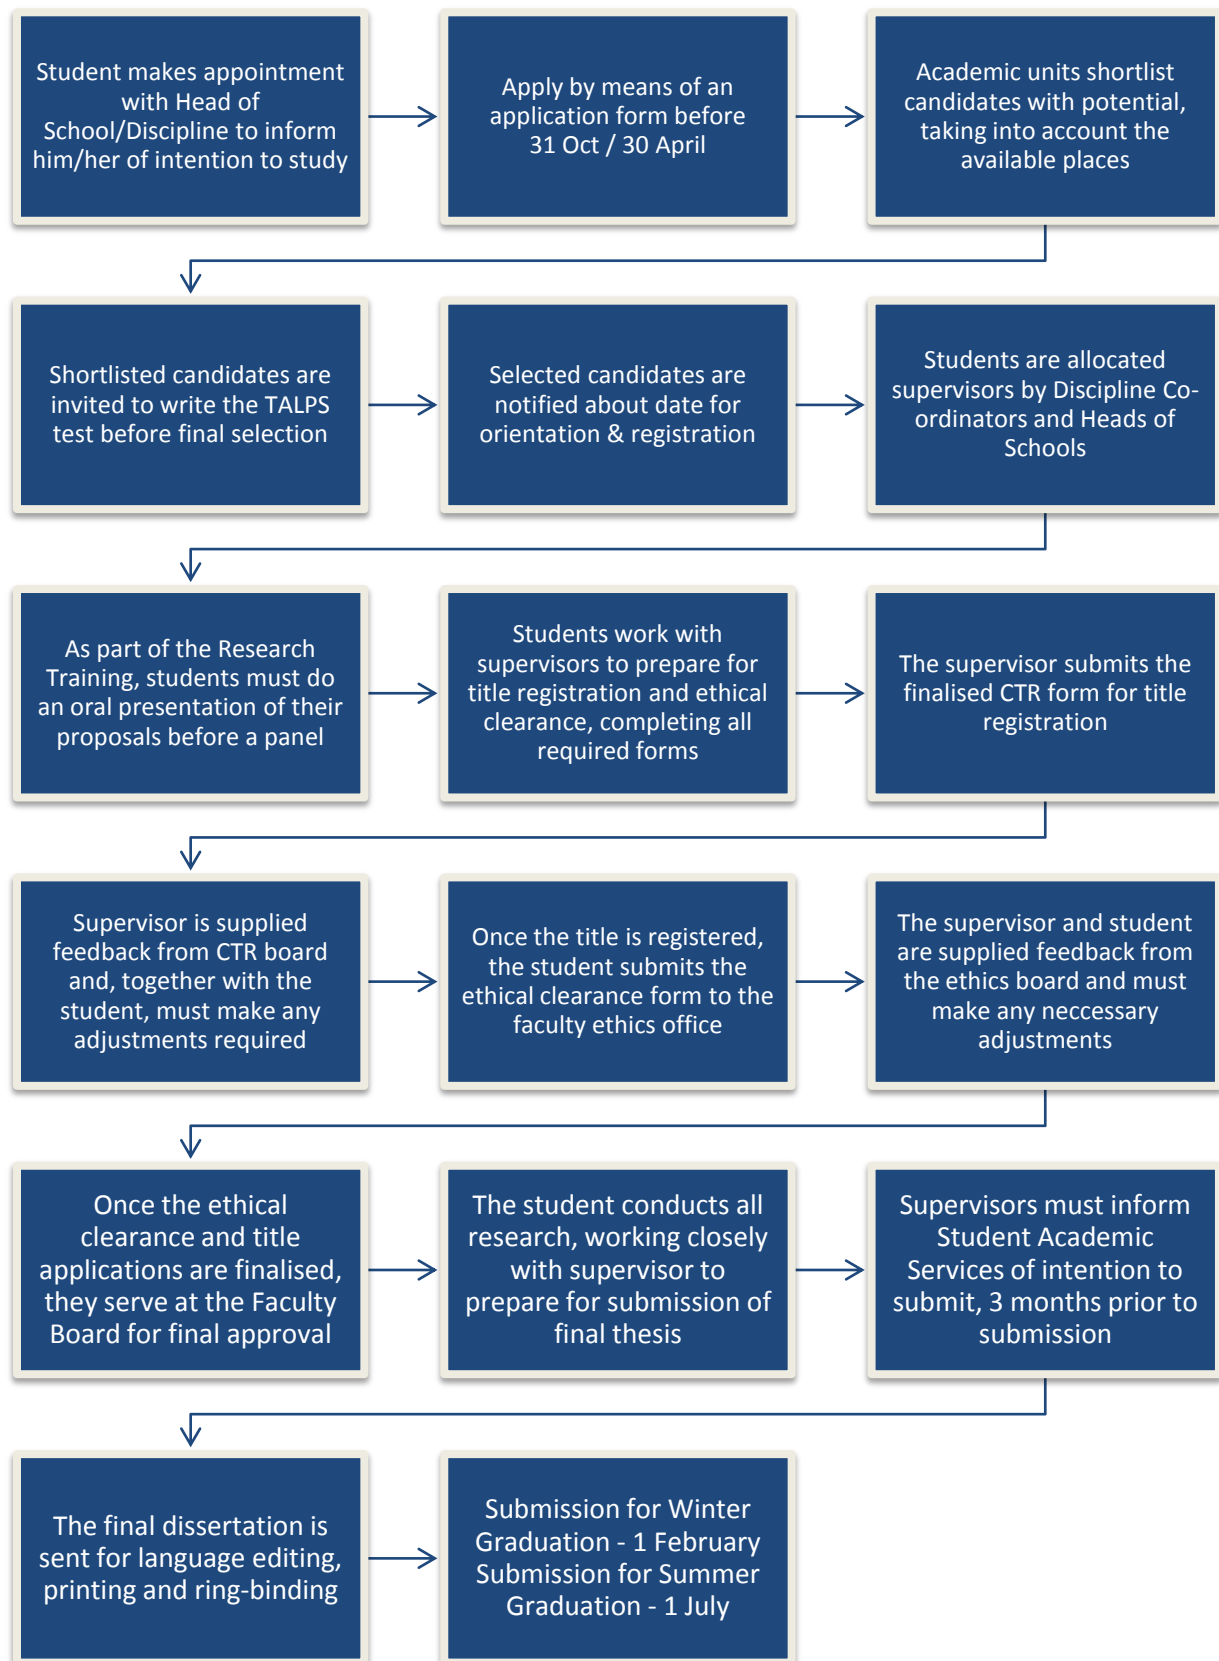 Student makes appointment
with Head of
School/Discipline to inform
him/her of intention to study
Apply by means of an
application form before
31 Oct / 30 April
Academic units shortlist
candidates with potential,
taking into account the
available places
Shortlisted candidates are
invited to write the TALPS
test before final selection
Selected candidates are
notified about date for
orientation & registration
Students are allocated
supervisors by Discipline Co-
ordinators and Heads of
Schools
As part of the Research
Training, students must do
an oral presentation of their
proposals before a panel
Students work with
supervisors to prepare for
title registration and ethical
clearance, completing all
required forms
The supervisor submits the
finalised CTR form for title
registration
Supervisor is supplied
feedback from CTR board
and, together with the
student, must make any
adjustments required
Once the title is registered,
the student submits the
ethical clearance form to the
faculty ethics office
The supervisor and student
are supplied feedback from
the ethics board and must
make any neccessary
adjustments
Once the ethical
clearance and title
applications are finalised,
they serve at the Faculty
Board for final approval
The student conducts all
research, working closely
with supervisor to
prepare for submission of
final thesis
Supervisors must inform
Student Academic
Services of intention to
submit, 3 months prior to
submission
The final dissertation is
sent for language editing,
printing and ring-binding
Submission for Winter
Graduation - 1 February
Submission for Summer
Graduation - 1 July